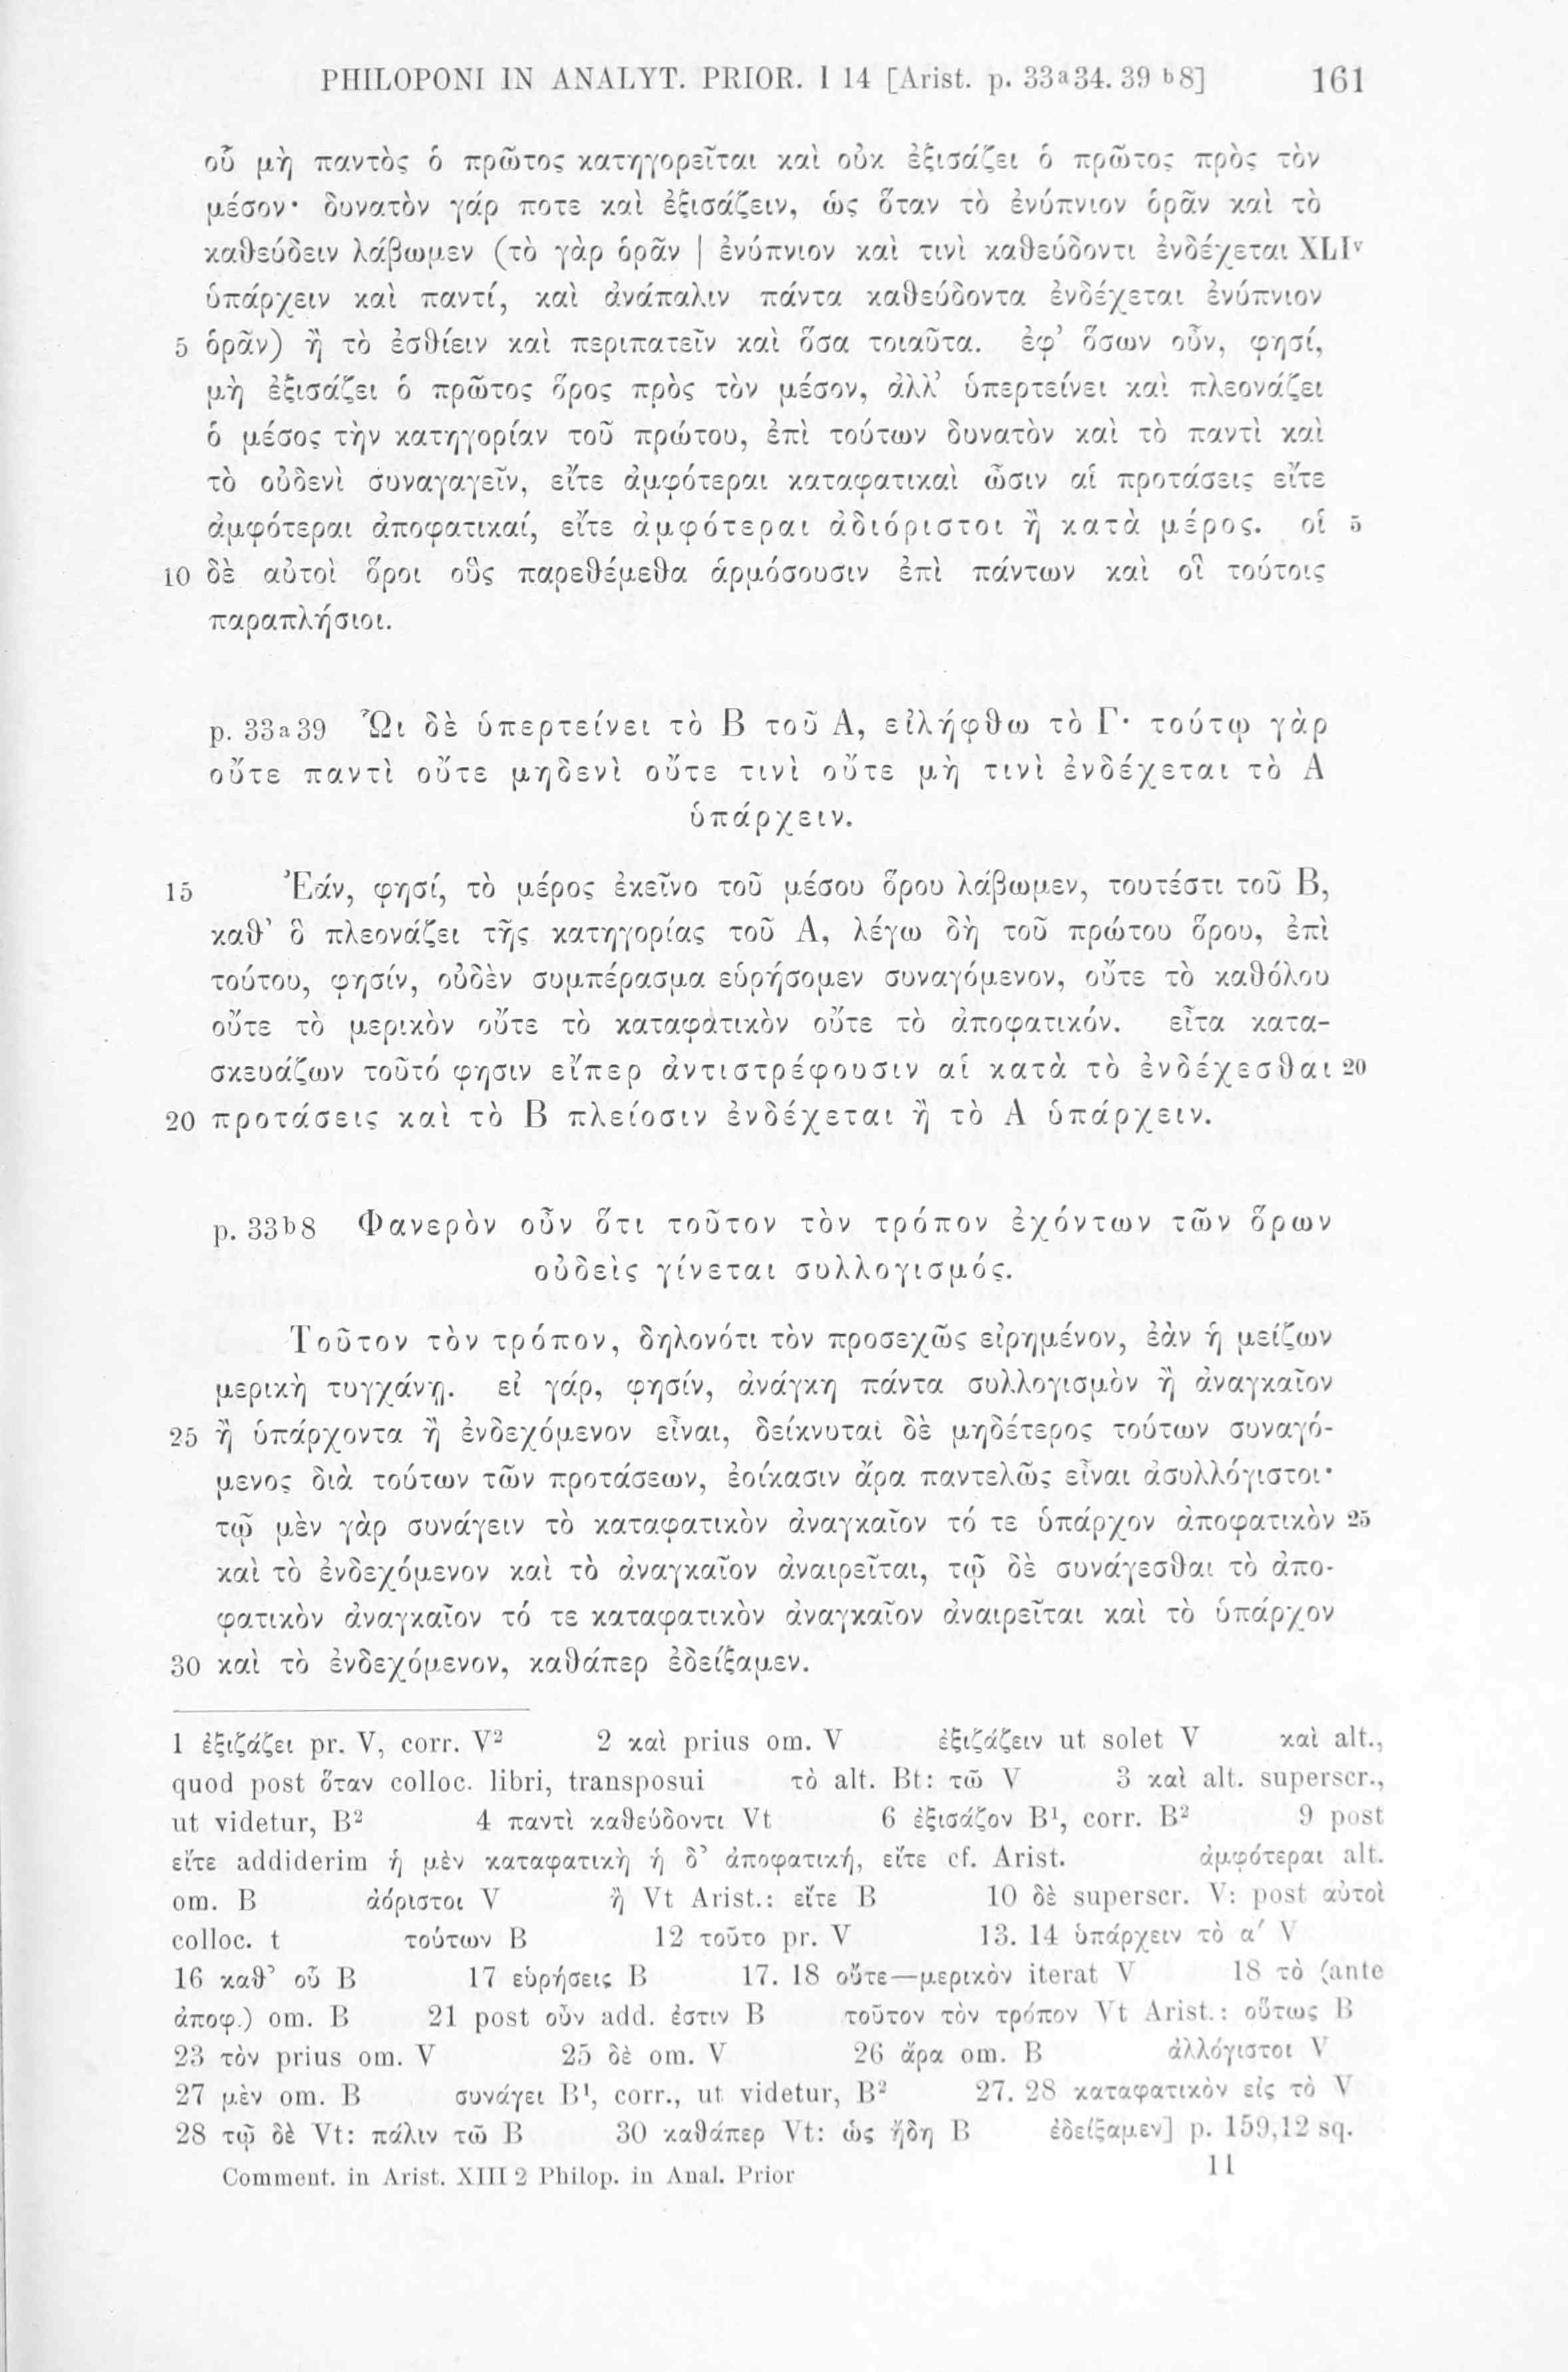 PHILOPONI IN ANALYT. PRIOR. I 14 [Arist. p. 33a34. 39 b8] 161
οὗ μὴ παντὸς ὁ πρῶτος κατηγορεῖται καὶ οὐκ ἐξισάζει ὁ πρῶτος πρὸς τὸν
μέσον· δυνατὸν γάρ ποτε καὶ ἐξισάζειν, ὡς ὅταν τὸ ἐνύπνιον ὁρᾶν καὶ τὸ
καθεύδειν λάβωμεν (τὸ γὰρ ὁρᾶν | ἐνύπνιον καὶ τινὶ καθεύδοντι ἐνδέχεται XLIv
ὑπάρχειν καὶ παντί, καὶ ἀνάπαλιν πάντα καθεύδοντα ἐνδέχεται ἐνύπνιον
5 ὁρᾶν) ἢ τὸ ἐσθίειν καὶ περιπατεῖν καὶ ὅσα τοιαῦτα. ἐφ’ ὅσων οὖν, φησί,
μὴ ἐξισάζει ὁ πρῶτος ὅρος πρὸς τὸν μέσον, ἀλλ’ ὑπερτείνει καὶ πλεονάζει
ὁ μέσος τὴν κατηγορίαν τοῦ πρώτου, ἐπὶ τούτων δυνατὸν καὶ τὸ παντὶ καὶ
τὸ οὐδενὶ συναγαγεῖν, εἴτε ἀμφότεραι καταφατικαὶ ὦσιν αἱ προτάσεις εἴτε
ἀμφότεραι ἀποφατικαί, εἴτε ἀμφότεραι ἀδιόριστοι ἢ κατὰ μέρος. οἱ 5
10 δὲ αὐτοὶ ὅροι οὓς παρεθέμεθα ἁρμόσουσιν ἐπὶ πάντων καὶ οἳ τούτοις
παραπλήσιοι.
p. 33a39 Ὧι δὲ ὑπερτείνει τὸ Β τοῦ Α, εἰλήφθω τὸ Γ· τούτῳ γὰρ
οὔτε παντὶ οὔτε μηδενὶ οὔτε τινὶ οὔτε μὴ τινὶ ἐνδέχεται τὸ Α
ὑπάρχειν.
15 Ἐάν, φησί, τὸ μέρος ἐκεῖνο τοῦ μέσου ὅρου λάβωμεν, τουτέστι τοῦ Β,
καθ’ ὃ πλεονάζει τῆς κατηγορίας τοῦ Α, λέγω δὴ τοῦ πρώτου ὅρου, ἐπὶ
τούτου, φησίν, οὐδὲν συμπέρασμα εὑρήσομεν συναγόμενον, οὔτε τὸ καθόλου
οὔτε τὸ μερικὸν οὔτε τὸ καταφατικὸν οὔτε τὸ ἀποφατικόν. εἶτα κατα-
σκευάζων τοῦτό φησιν εἴπερ ἀντιστρέφουσιν αἱ κατὰ τὸ ἐνδέχεσθαι 20
20 προτάσεις καὶ τὸ Β πλείοσιν ἐνδέχεται ἢ τὸ Α ὑπάρχειν.
p. 33b8 Φανερὸν οὖν ὅτι τοῦτον τὸν τρόπον ἐχόντων τῶν ὅρων
οὐδεὶς γίνεται συλλογισμός.
Τοῦτον τὸν τρόπον, δηλονότι τὸν προσεχῶς εἰρημένον, ἐὰν ἡ μείζων
μερικὴ τυγχάνῃ. εἰ γάρ, φησίν, ἀνάγκη πάντα συλλογισμὸν ἢ ἀναγκαῖον
25 ἢ ὑπάρχοντα ἢ ἐνδεχόμενον εἶναι, δείκνυται δὲ μηδέτερος τούτων συναγό-
μενος διὰ τούτων τῶν προτάσεων, ἐοίκασιν ἄρα παντελῶς εἶναι ἀσυλλόγιστοι·
τῷ μὲν γὰρ συνάγειν τὸ καταφατικὸν ἀναγκαῖον τό τε ὑπάρχον ἀποφατικὸν 25
καὶ τὸ ἐνδεχόμενον καὶ τὸ ἀναγκαῖον ἀναιρεῖται, τῷ δὲ συνάγεσθαι τὸ ἀπο-
φατικὸν ἀναγκαῖον τό τε καταφατικὸν ἀναγκαῖον ἀναιρεῖται καὶ τὸ ὑπάρχον
30 καὶ τὸ ἐνδεχόμενον, καθάπερ ἐδείξαμεν.
1 ἐξιζάζει pr. V, corr. V² 2 καὶ prius om. V ἐξιζάζειν ut solet V καὶ alt.,
quod post ὅταν colloc. libri, transposui τὸ alt. Bt: τῶ V 3 καὶ alt. superscr.,
ut videtur, B² 4 παντὶ καθεύδοντι Vt 6 ἐξισάζον B¹, corr. B² 9 post
εἴτε addiderim ἡ μὲν καταφατικὴ ἡ δ’ ἀποφατική, εἴτε cf. Arist. ἀμφότεραι alt.
om. B ἀόριστοι V ἢ Vt Arist.: εἴτε B 10 δὲ superscr. V: post αὐτοὶ
colloc. t τούτων B 12 τοῦτο pr. V 13. 14 ὑπάρχειν τὸ α′ V
16 καθ’ οὗ B 17 εὑρήσεις B 17. 18 οὔτε—μερικὸν iterat V 18 τὸ (ante
ἀποφ.) om. B 21 post οὖν add. ἐστιν B τοῦτον τὸν τρόπον Vt Arist.: οὕτως B
23 τὸν prius om. V 25 δὲ om. V 26 ἄρα om. B ἀλλόγιστοι V
27 μὲν om. B συνάγει B¹, corr., ut videtur, B² 27. 28 καταφατικὸν εἰς τὸ V
28 τῷ δὲ Vt: πάλιν τῶ B 30 καθάπερ Vt: ὡς ἤδη B ἐδείξαμεν] p. 159,12 sq.
Comment. in Arist. XIII 2 Philop. in Anal. Prior 11